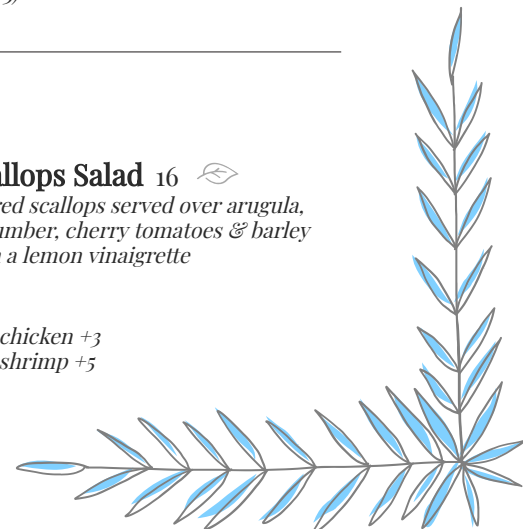 allops Salad 16
red scallops served over arugula,
umber, cherry tomatoes & barley
a lemon vinaigrette
chicken +3
shrimp +5